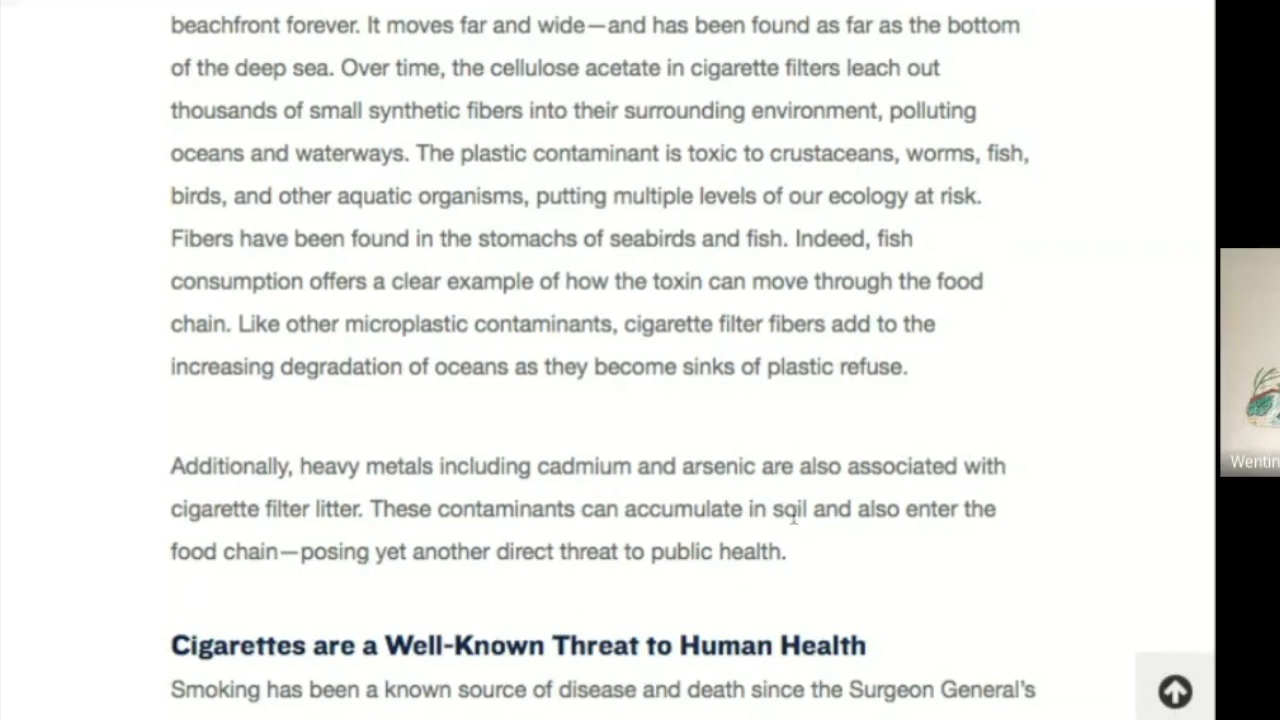 beachfront forever. It moves far and wide—and has been found as far as the bottom
of the deep sea. Over time, the cellulose acetate in cigarette filters leach out
thousands of small synthetic fibers into their surrounding environment, polluting
oceans and waterways. The plastic contaminant is toxic to crustaceans, worms, fish,
birds, and other aquatic organisms, putting multiple levels of our ecology at risk.
Fibers have been found in the stomachs of seabirds and fish. Indeed, fish
consumption offers a clear example of how the toxin can move through the food
chain. Like other microplastic contaminants, cigarette filter fibers add to the
increasing degradation of oceans as they become sinks of plastic refuse.
Additionally, heavy metals including cadmium and arsenic are also associated with
cigarette filter litter. These contaminants can accumulate in soil and also enter the
food chain—posing yet another direct threat to public health.
Cigarettes are a Well-Known Threat to Human Health
Smoking has been a known source of disease and death since the Surgeon General's
Wentin